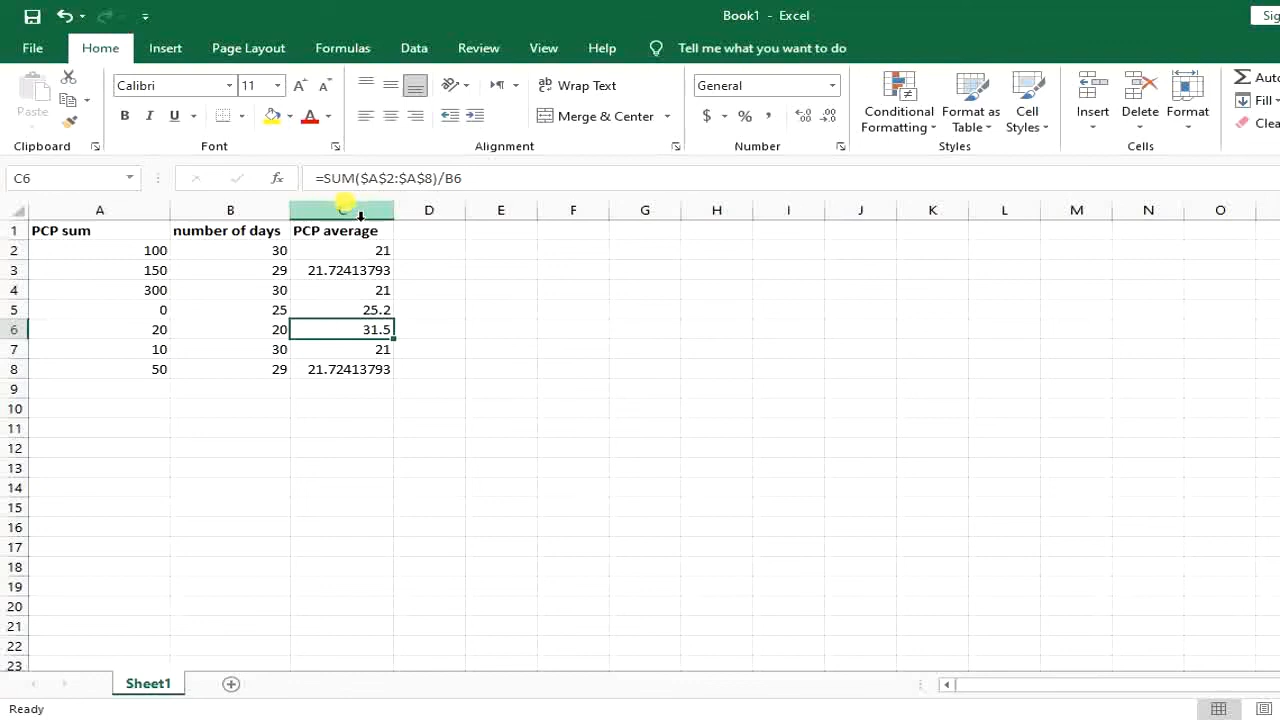 Book1 - Excel
Sig
File Home Insert Page Layout Formulas Data Review View Help Tell me what you want to do
Paste
Calibri 11 A A
B I U A
Wrap Text
Merge & Center
General
$ % ,
Conditional Formatting
Format as Table
Cell Styles
Insert Delete Format
Auto
Fill
Clea
Clipboard Font Alignment Number Styles Cells
C6 fx =SUM($A$2:$A$8)/B6
A B C D E F G H I J K L M N O
1 PCP sum number of days PCP average
2 100 30 21
3 150 29 21.72413793
4 300 30 21
5 0 25 25.2
6 20 20 31.5
7 10 30 21
8 50 29 21.72413793
9
10
11
12
13
14
15
16
17
18
19
20
21
22
23
Sheet1
Ready